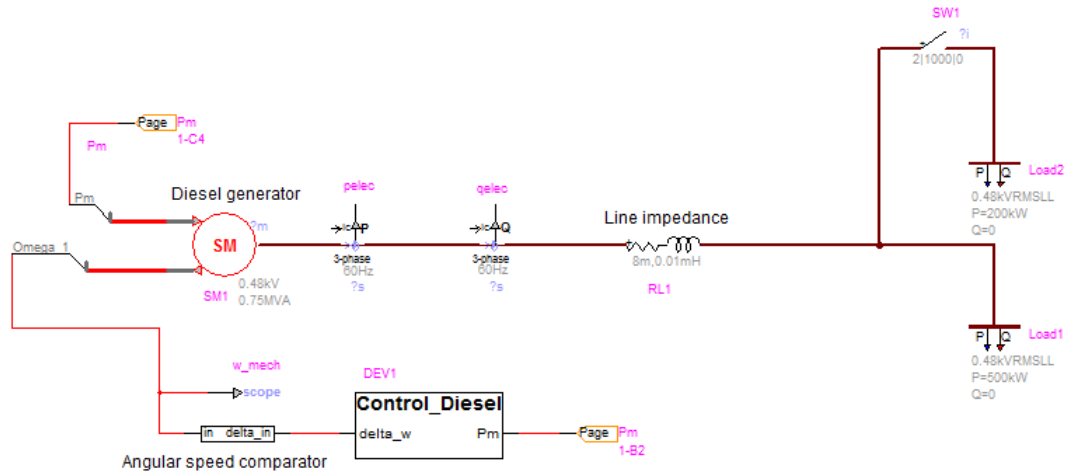 SW1
?i
2|1000|0
Page
Pm
1-C4
Pm
Load2
P Q
0.48kVRMSLL
P=200kW
Q=0
Pm
Diesel generator
pelec
qelec
?m
ic P
ic Q
Line impedance
SM
3-phase
60Hz
?s
3-phase
60Hz
?s
8m,0.01mH
RL1
Omega_1
SM1
0.48kV
0.75MVA
Load1
P Q
0.48kVRMSLL
P=500kW
Q=0
w_mech
scope
DEV1
Control_Diesel
in delta_in
delta_w
Pm
Page
Pm
1-B2
Angular speed comparator